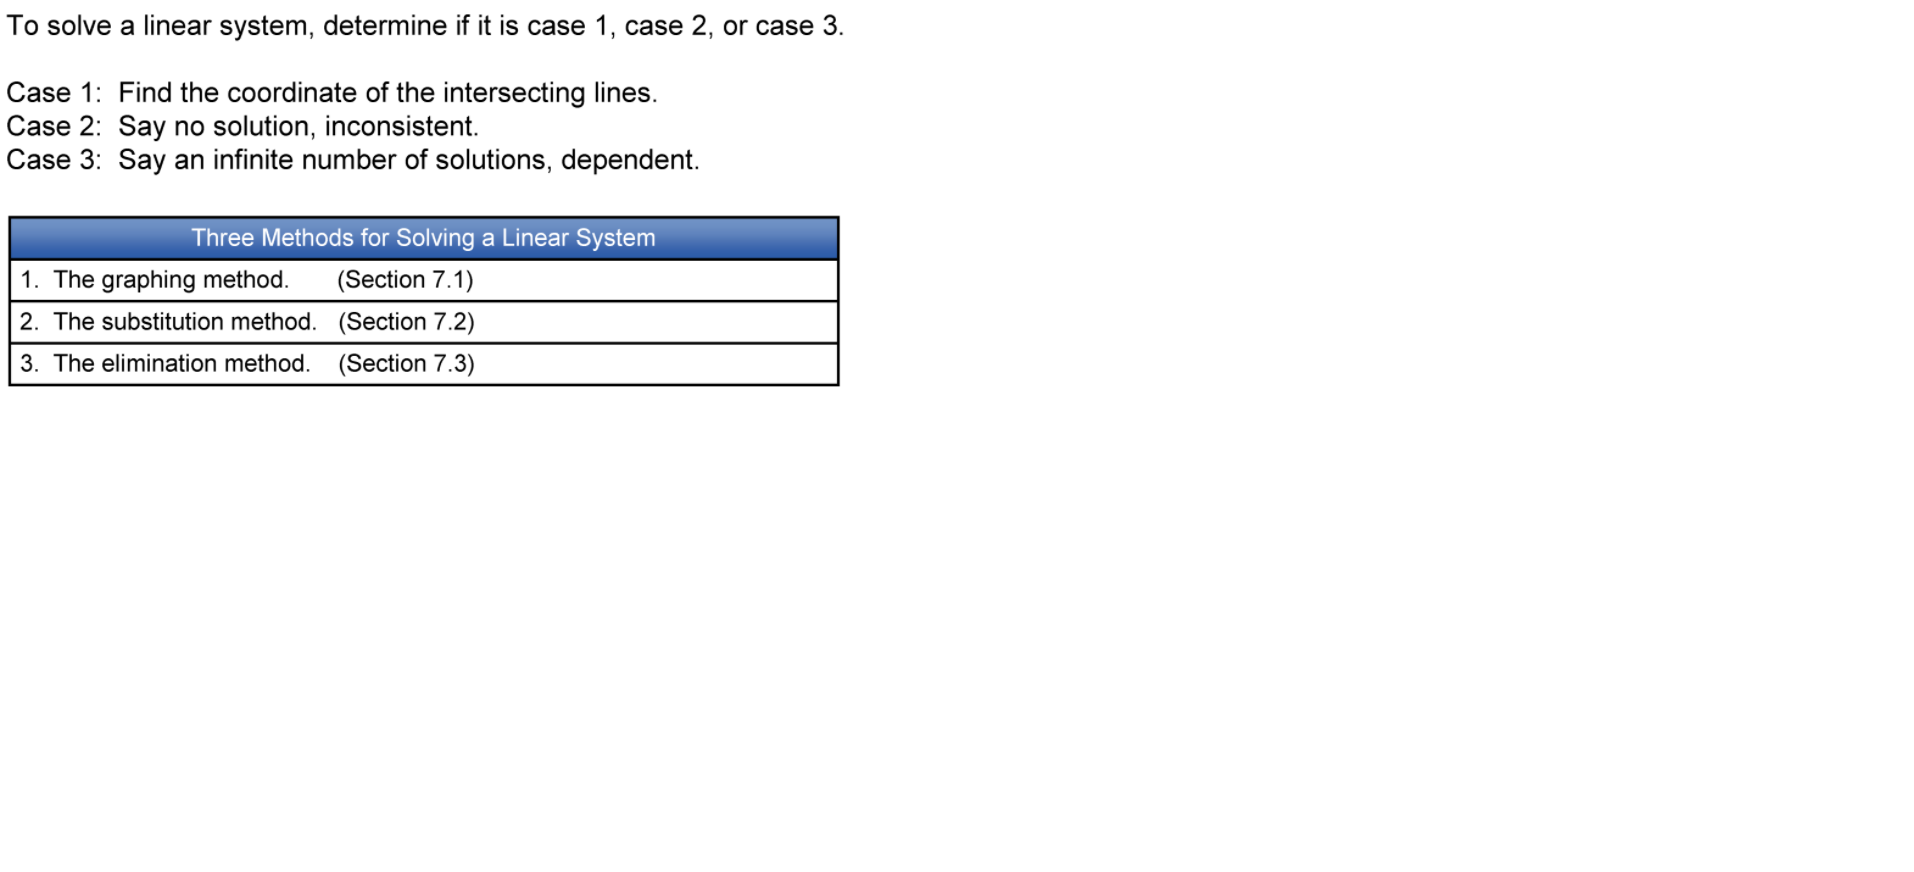 To solve a linear system, determine if it is case 1, case 2, or case 3.
Case 1: Find the coordinate of the intersecting lines.
Case 2: Say no solution, inconsistent.
Case 3: Say an infinite number of solutions, dependent.
Three Methods for Solving a Linear System
1. The graphing method. (Section 7.1)
2. The substitution method. (Section 7.2)
3. The elimination method. (Section 7.3)